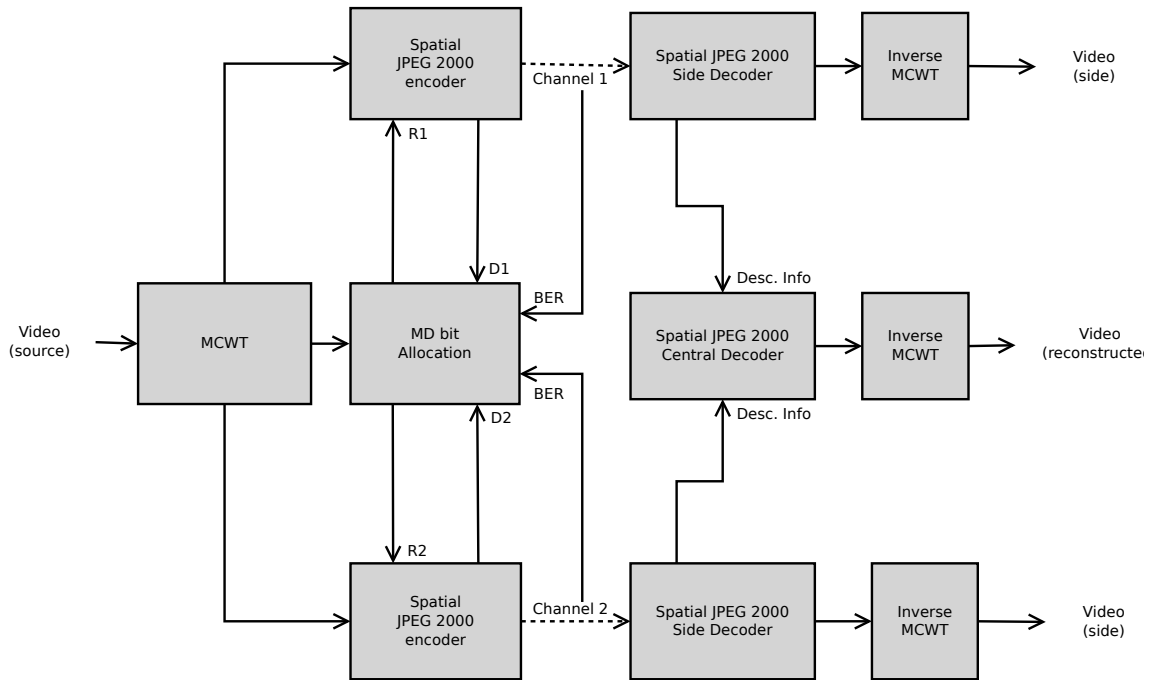 Spatial
JPEG 2000
encoder
Channel 1
Spatial JPEG 2000
Side Decoder
Inverse
MCWT
Video
(side)
R1
D1
BER
Desc. Info
Video
(source)
MCWT
MD bit
Allocation
Spatial JPEG 2000
Central Decoder
Inverse
MCWT
Video
(reconstructe
BER
D2
Desc. Info
R2
Spatial
JPEG 2000
encoder
Channel 2
Spatial JPEG 2000
Side Decoder
Inverse
MCWT
Video
(side)